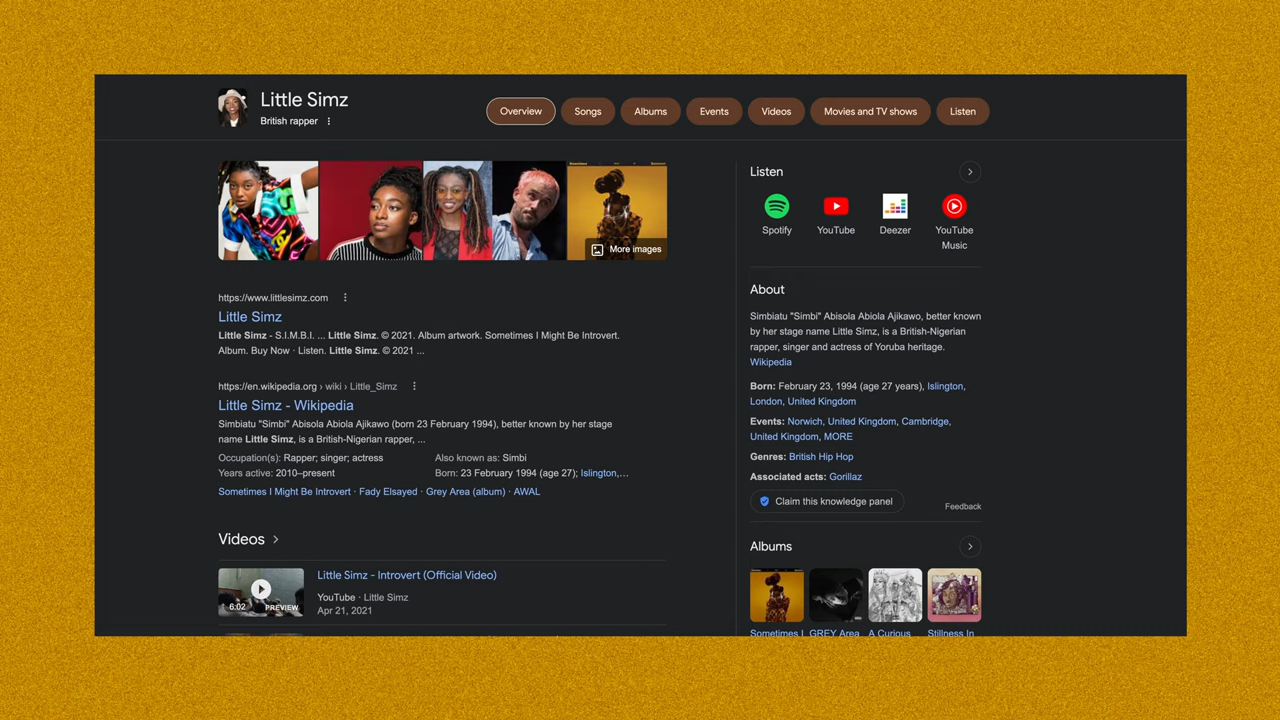 Little Simz
British rapper
Overview
Songs
Albums
Events
Videos
Movies and TV shows
Listen
More images
https://www.littlesimz.com
Little Simz
Little Simz - S.I.M.B.I. ... Little Simz. © 2021. Album artwork. Sometimes I Might Be Introvert.
Album. Buy Now · Listen. Little Simz. © 2021 ...
https://en.wikipedia.org › wiki › Little_Simz
Little Simz - Wikipedia
Simbiatu "Simbi" Abisola Abiola Ajikawo (born 23 February 1994), better known by her stage
name Little Simz, is a British-Nigerian rapper, ...
Occupation(s): Rapper; singer; actress
Also known as: Simbi
Years active: 2010–present
Born: 23 February 1994 (age 27); Islington,...
Sometimes I Might Be Introvert · Fady Elsayed · Grey Area (album) · AWAL
Videos
6:02
PREVIEW
Little Simz - Introvert (Official Video)
YouTube · Little Simz
Apr 21, 2021
Listen
Spotify
YouTube
Deezer
YouTube
Music
About
Simbiatu "Simbi" Abisola Abiola Ajikawo, better known
by her stage name Little Simz, is a British-Nigerian
rapper, singer and actress of Yoruba heritage.
Wikipedia
Born: February 23, 1994 (age 27 years), Islington,
London, United Kingdom
Events: Norwich, United Kingdom, Cambridge,
United Kingdom, MORE
Genres: British Hip Hop
Associated acts: Gorillaz
Claim this knowledge panel
Feedback
Albums
Sometimes I
GREY Area
A Curious
Stillness In